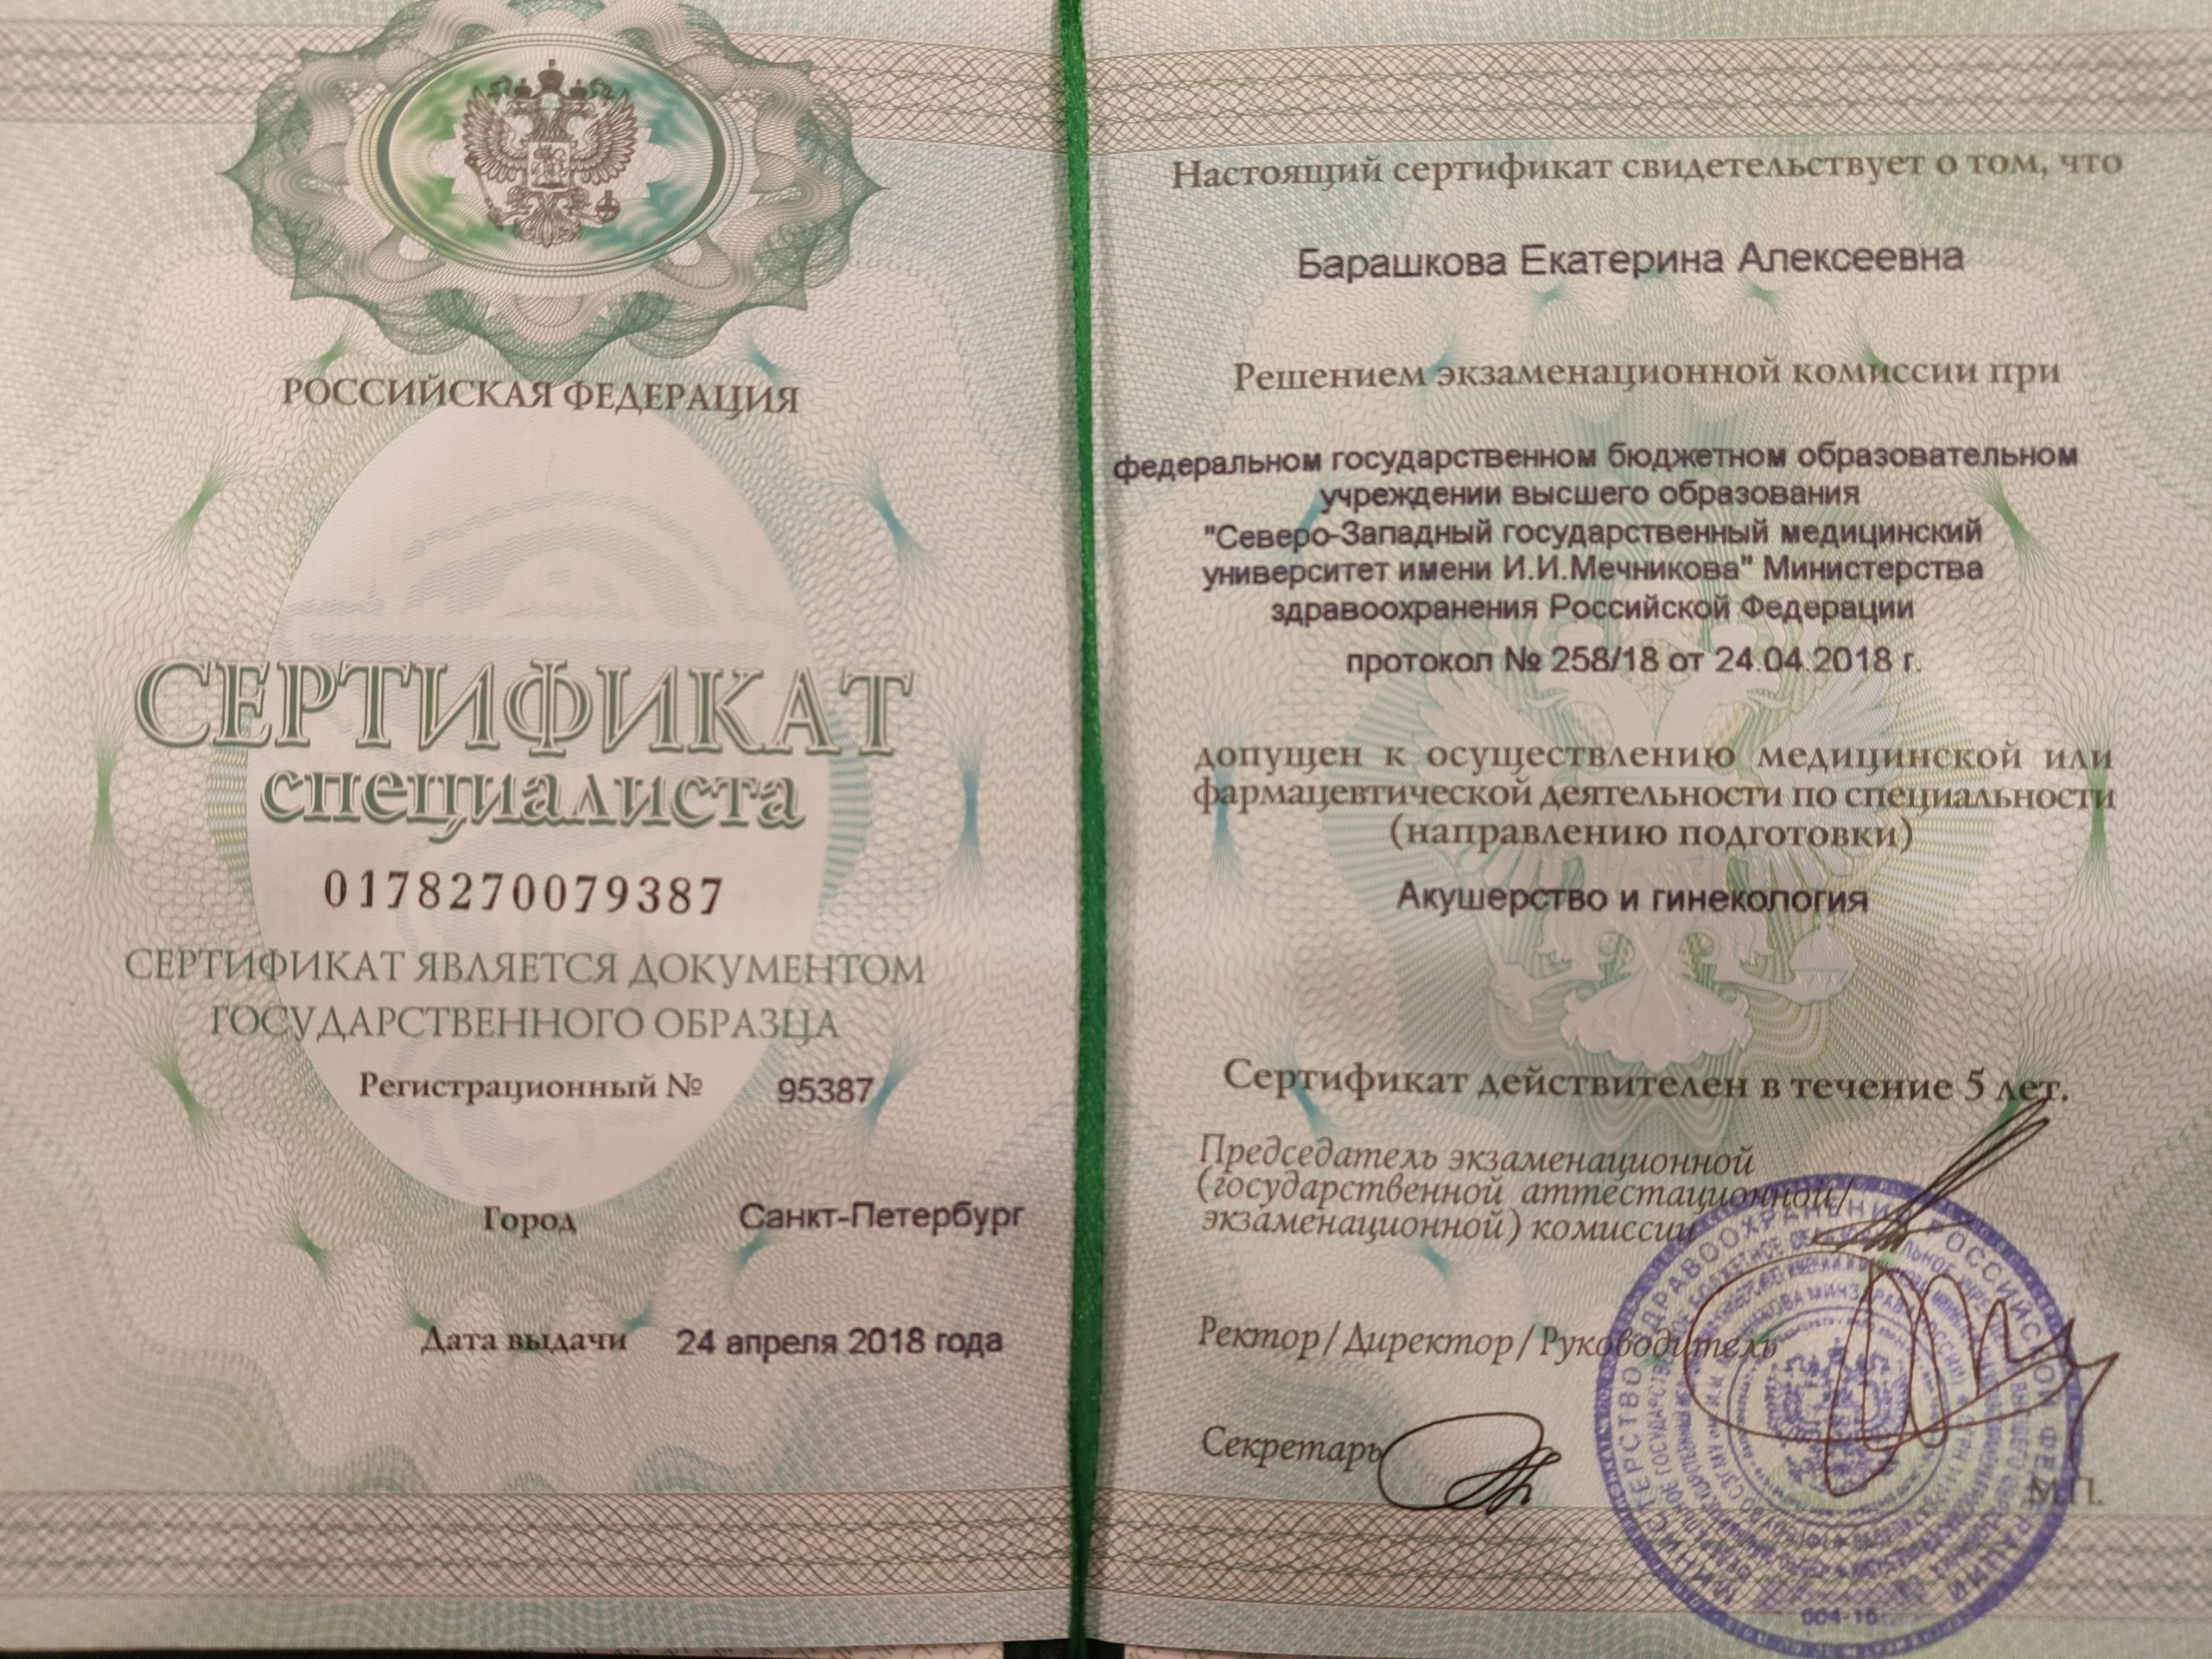 РОССИЙСКАЯ ФЕДЕРАЦИЯ
СЕРТИФИКАТ
специалиста
0178270079387
СЕРТИФИКАТ ЯВЛЯЕТСЯ ДОКУМЕНТОМ
ГОСУДАРСТВЕННОГО ОБРАЗЦА
Регистрационный № 95387
Город Санкт-Петербург
Дата выдачи 24 апреля 2018 года
Настоящий сертификат свидетельствует о том, что
Барашкова Екатерина Алексеевна
Решением экзаменационной комиссии при
федеральном государственном бюджетном образовательном
учреждении высшего образования
"Северо-Западный государственный медицинский
университет имени И.И.Мечникова" Министерства
здравоохранения Российской Федерации
протокол № 258/18 от 24.04.2018 г.
допущен к осуществлению медицинской или
фармацевтической деятельности по специальности
(направлению подготовки)
Акушерство и гинекология
Сертификат действителен в течение 5 лет.
Председатель экзаменационной
(государственной аттестационной/
экзаменационной) комиссии
Ректор/Директор/Руководитель
Секретарь
М.П.
МИНИСТЕРСТВО ЗДРАВООХРАНЕНИЯ РОССИЙСКОЙ ФЕДЕРАЦИИ